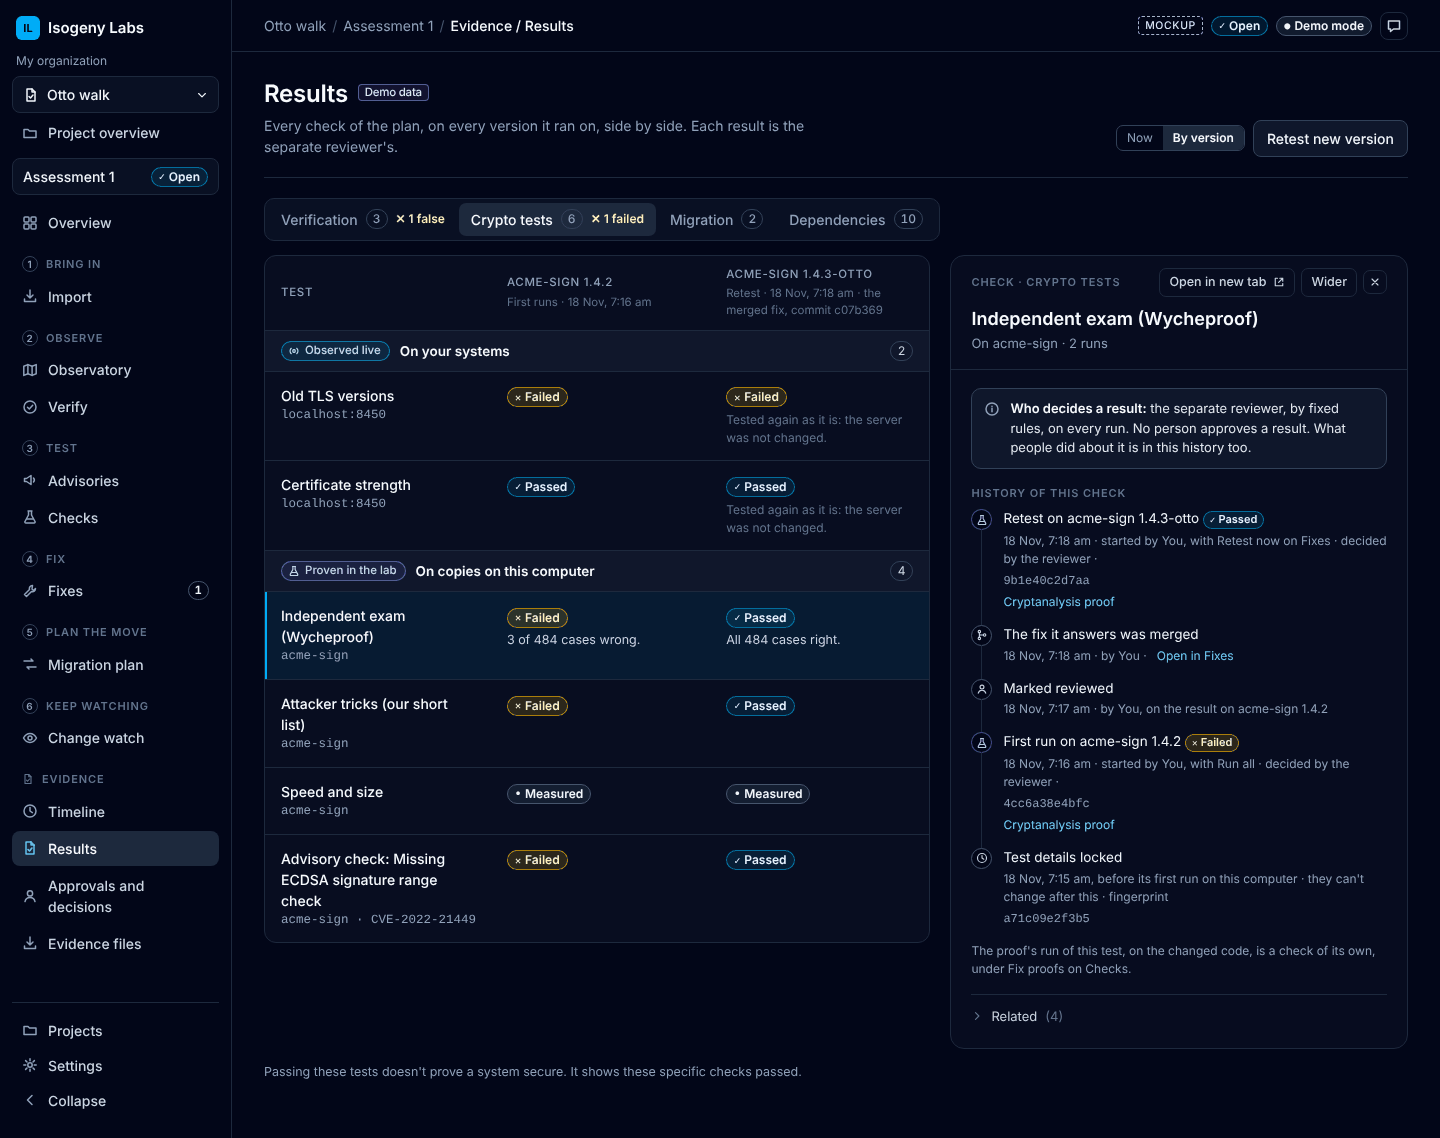 IL Isogeny Labs
My organization
Otto walk
Project overview
Assessment 1 ✓ Open
Overview
1 BRING IN
Import
2 OBSERVE
Observatory
Verify
3 TEST
Advisories
Checks
4 FIX
Fixes 1
5 PLAN THE MOVE
Migration plan
6 KEEP WATCHING
Change watch
EVIDENCE
Timeline
Results
Approvals and
decisions
Evidence files
Projects
Settings
Collapse
Otto walk / Assessment 1 / Evidence / Results
MOCKUP ✓ Open ● Demo mode
Results Demo data
Every check of the plan, on every version it ran on, side by side. Each result is the
separate reviewer's.
Now By version Retest new version
Verification 3 ✕ 1 false Crypto tests 6 ✕ 1 failed Migration 2 Dependencies 10
TEST
ACME-SIGN 1.4.2
First runs · 18 Nov, 7:16 am
ACME-SIGN 1.4.3-OTTO
Retest · 18 Nov, 7:18 am · the
merged fix, commit c07b369
Observed live On your systems 2
Old TLS versions
localhost:8450
✕ Failed
✕ Failed
Tested again as it is: the server
was not changed.
Certificate strength
localhost:8450
✓ Passed
✓ Passed
Tested again as it is: the server
was not changed.
Proven in the lab On copies on this computer 4
Independent exam
(Wycheproof)
acme-sign
✕ Failed
3 of 484 cases wrong.
✓ Passed
All 484 cases right.
Attacker tricks (our short
list)
acme-sign
✕ Failed
✓ Passed
Speed and size
acme-sign
• Measured
• Measured
Advisory check: Missing
ECDSA signature range
check
acme-sign · CVE-2022-21449
✕ Failed
✓ Passed
CHECK · CRYPTO TESTS Open in new tab Wider ✕
Independent exam (Wycheproof)
On acme-sign · 2 runs
Who decides a result: the separate reviewer, by fixed
rules, on every run. No person approves a result. What
people did about it is in this history too.
HISTORY OF THIS CHECK
Retest on acme-sign 1.4.3-otto ✓ Passed
18 Nov, 7:18 am · started by You, with Retest now on Fixes · decided
by the reviewer ·
9b1e40c2d7aa
Cryptanalysis proof
The fix it answers was merged
18 Nov, 7:18 am · by You · Open in Fixes
Marked reviewed
18 Nov, 7:17 am · by You, on the result on acme-sign 1.4.2
First run on acme-sign 1.4.2 ✕ Failed
18 Nov, 7:16 am · started by You, with Run all · decided by the
reviewer ·
4cc6a38e4bfc
Cryptanalysis proof
Test details locked
18 Nov, 7:15 am, before its first run on this computer · they can't
change after this · fingerprint
a71c09e2f3b5
The proof's run of this test, on the changed code, is a check of its own,
under Fix proofs on Checks.
Related (4)
Passing these tests doesn't prove a system secure. It shows these specific checks passed.